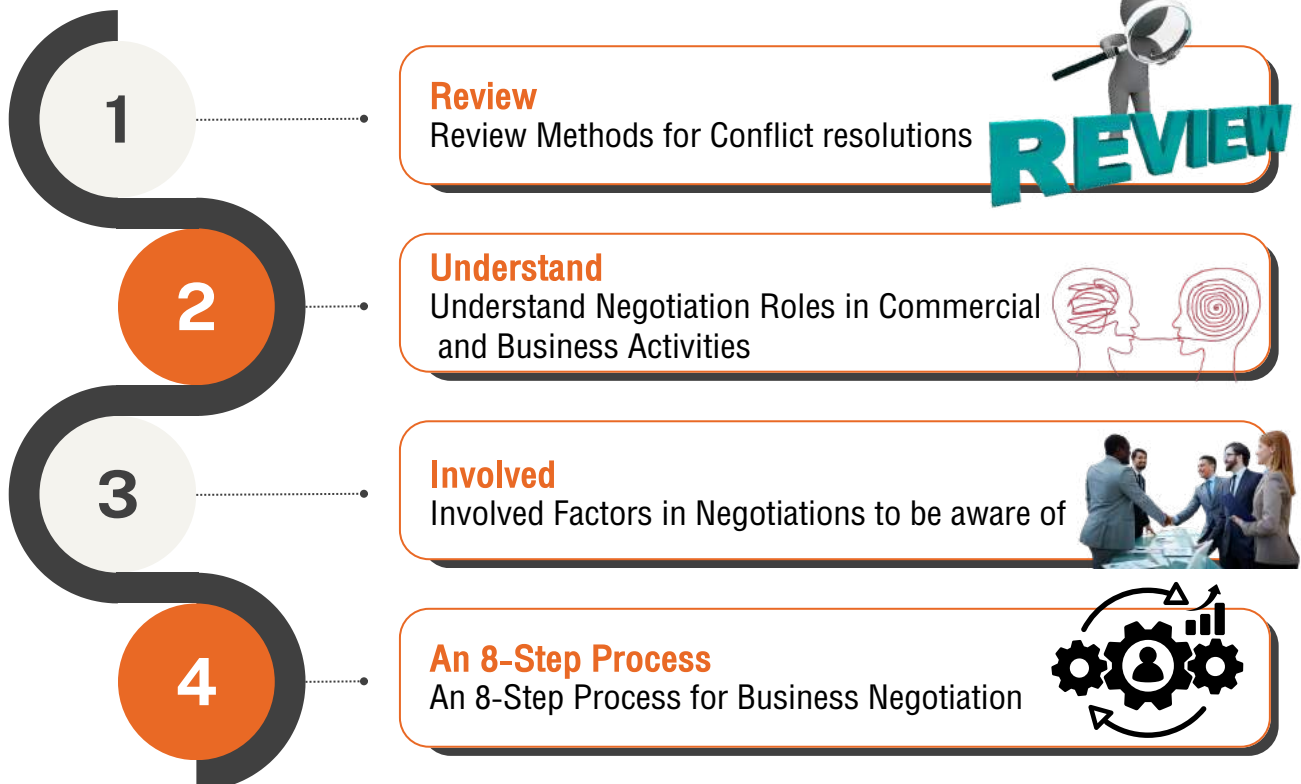 1
Review
Review Methods for Conflict resolutions
REVIEW
2
Understand
Understand Negotiation Roles in Commercial
and Business Activities
3
Involved
Involved Factors in Negotiations to be aware of
4
An 8-Step Process
An 8-Step Process for Business Negotiation